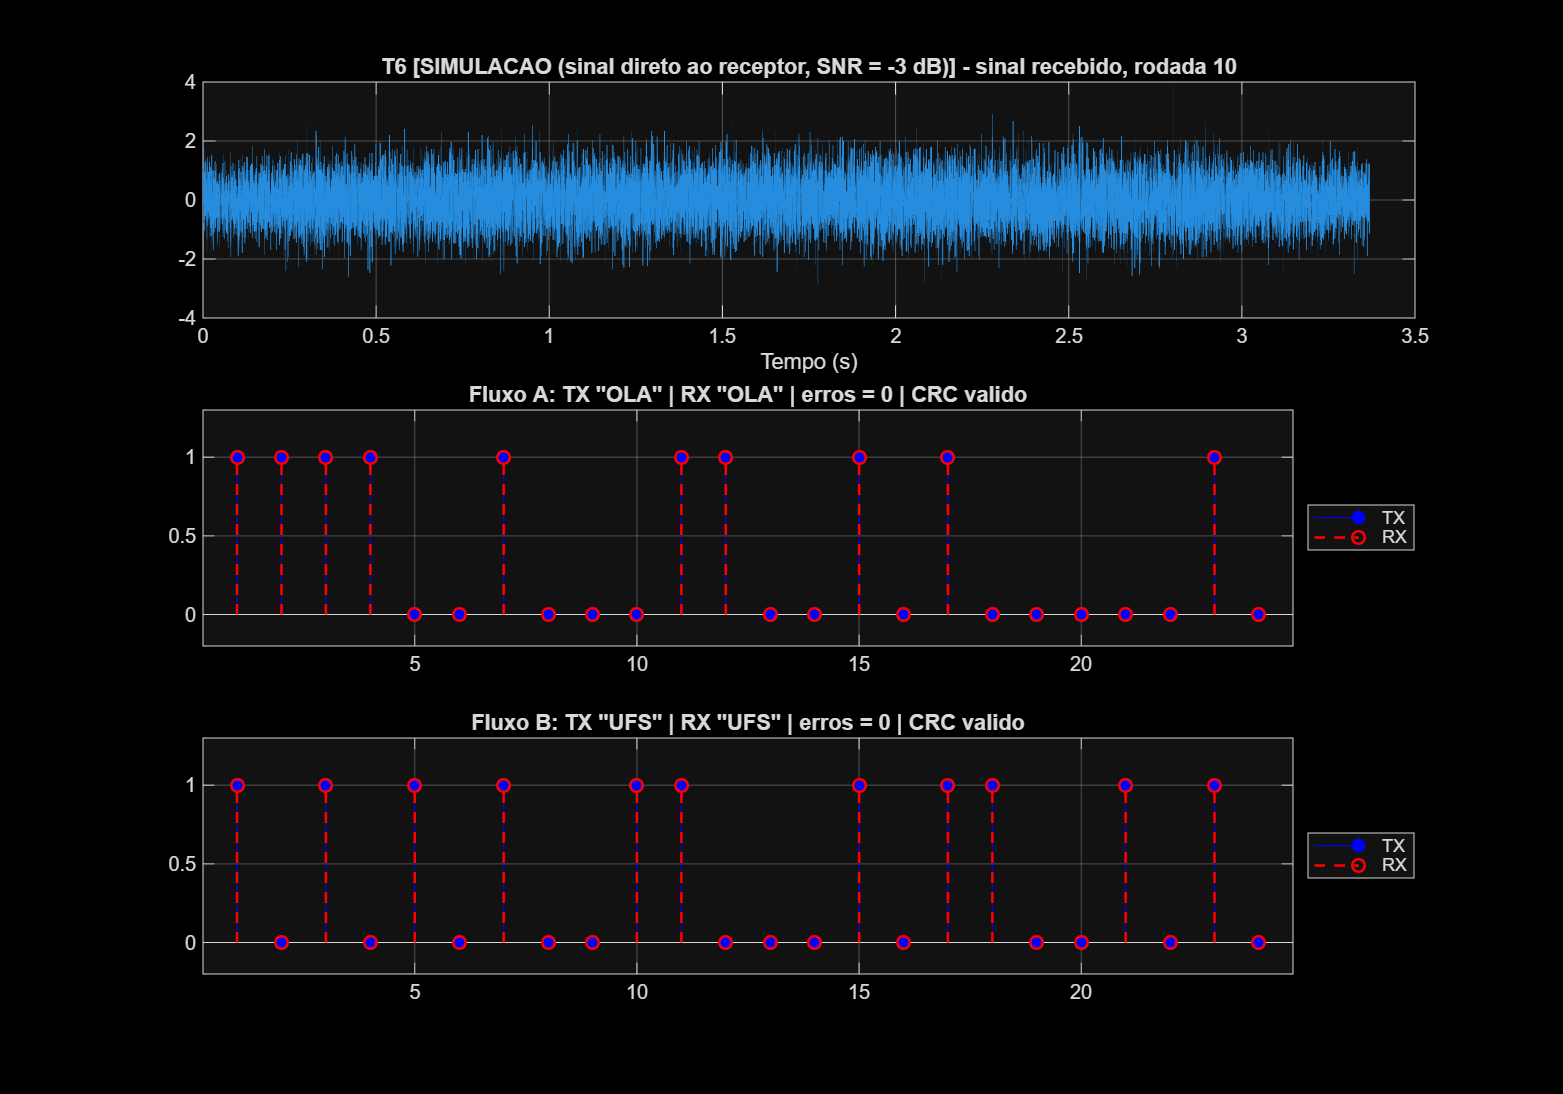 T6 [SIMULACAO (sinal direto ao receptor, SNR = -3 dB)] - sinal recebido, rodada 10
4
2
0
-2
-4
0 0.5 1 1.5 2 2.5 3 3.5
Tempo (s)
Fluxo A: TX "OLA" | RX "OLA" | erros = 0 | CRC valido
1
0.5
0
5 10 15 20
TX
RX
Fluxo B: TX "UFS" | RX "UFS" | erros = 0 | CRC valido
1
0.5
0
5 10 15 20
TX
RX